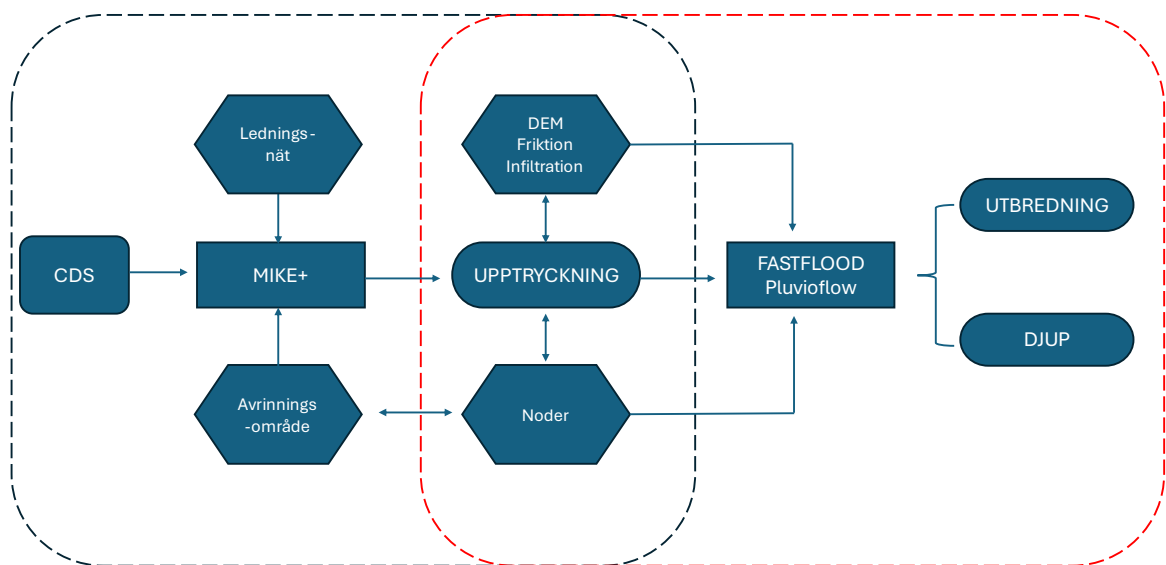 Lednings-
nät
DEM
Friktion
Infiltration
UTBREDNING
CDS
MIKE+
UPPTRYCKNING
FASTFLOOD
Pluvioflow
DJUP
Avrinnings
-område
Noder